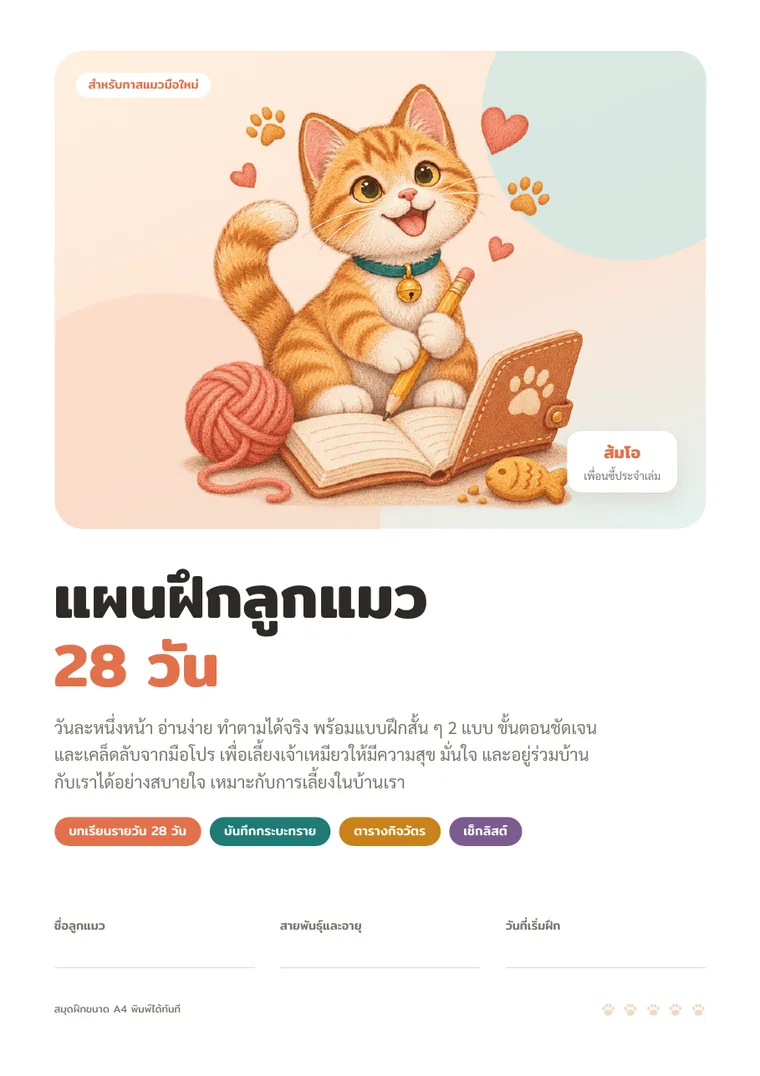 สำหรับทาสแมวมือใหม่
ส้มโอ
เพื่อนซี้ประจำเล่ม
แผนฝึกลูกแมว
28 วัน
วันละหนึ่งหน้า อ่านง่าย ทำตามได้จริง พร้อมแบบฝึกสั้น ๆ 2 แบบ ขั้นตอนชัดเจน
และเคล็ดลับจากมือโปร เพื่อเลี้ยงเจ้าเหมียวให้มีความสุข มั่นใจ และอยู่ร่วมบ้าน
กับเราได้อย่างสบายใจ เหมาะกับการเลี้ยงในบ้านเรา
บทเรียนรายวัน 28 วัน
บันทึกกระบะทราย
ตารางกิจวัตร
เช็กลิสต์
ชื่อลูกแมว
สายพันธุ์และอายุ
วันที่เริ่มฝึก
สมุดฝึกขนาด A4 พิมพ์ได้ทันที